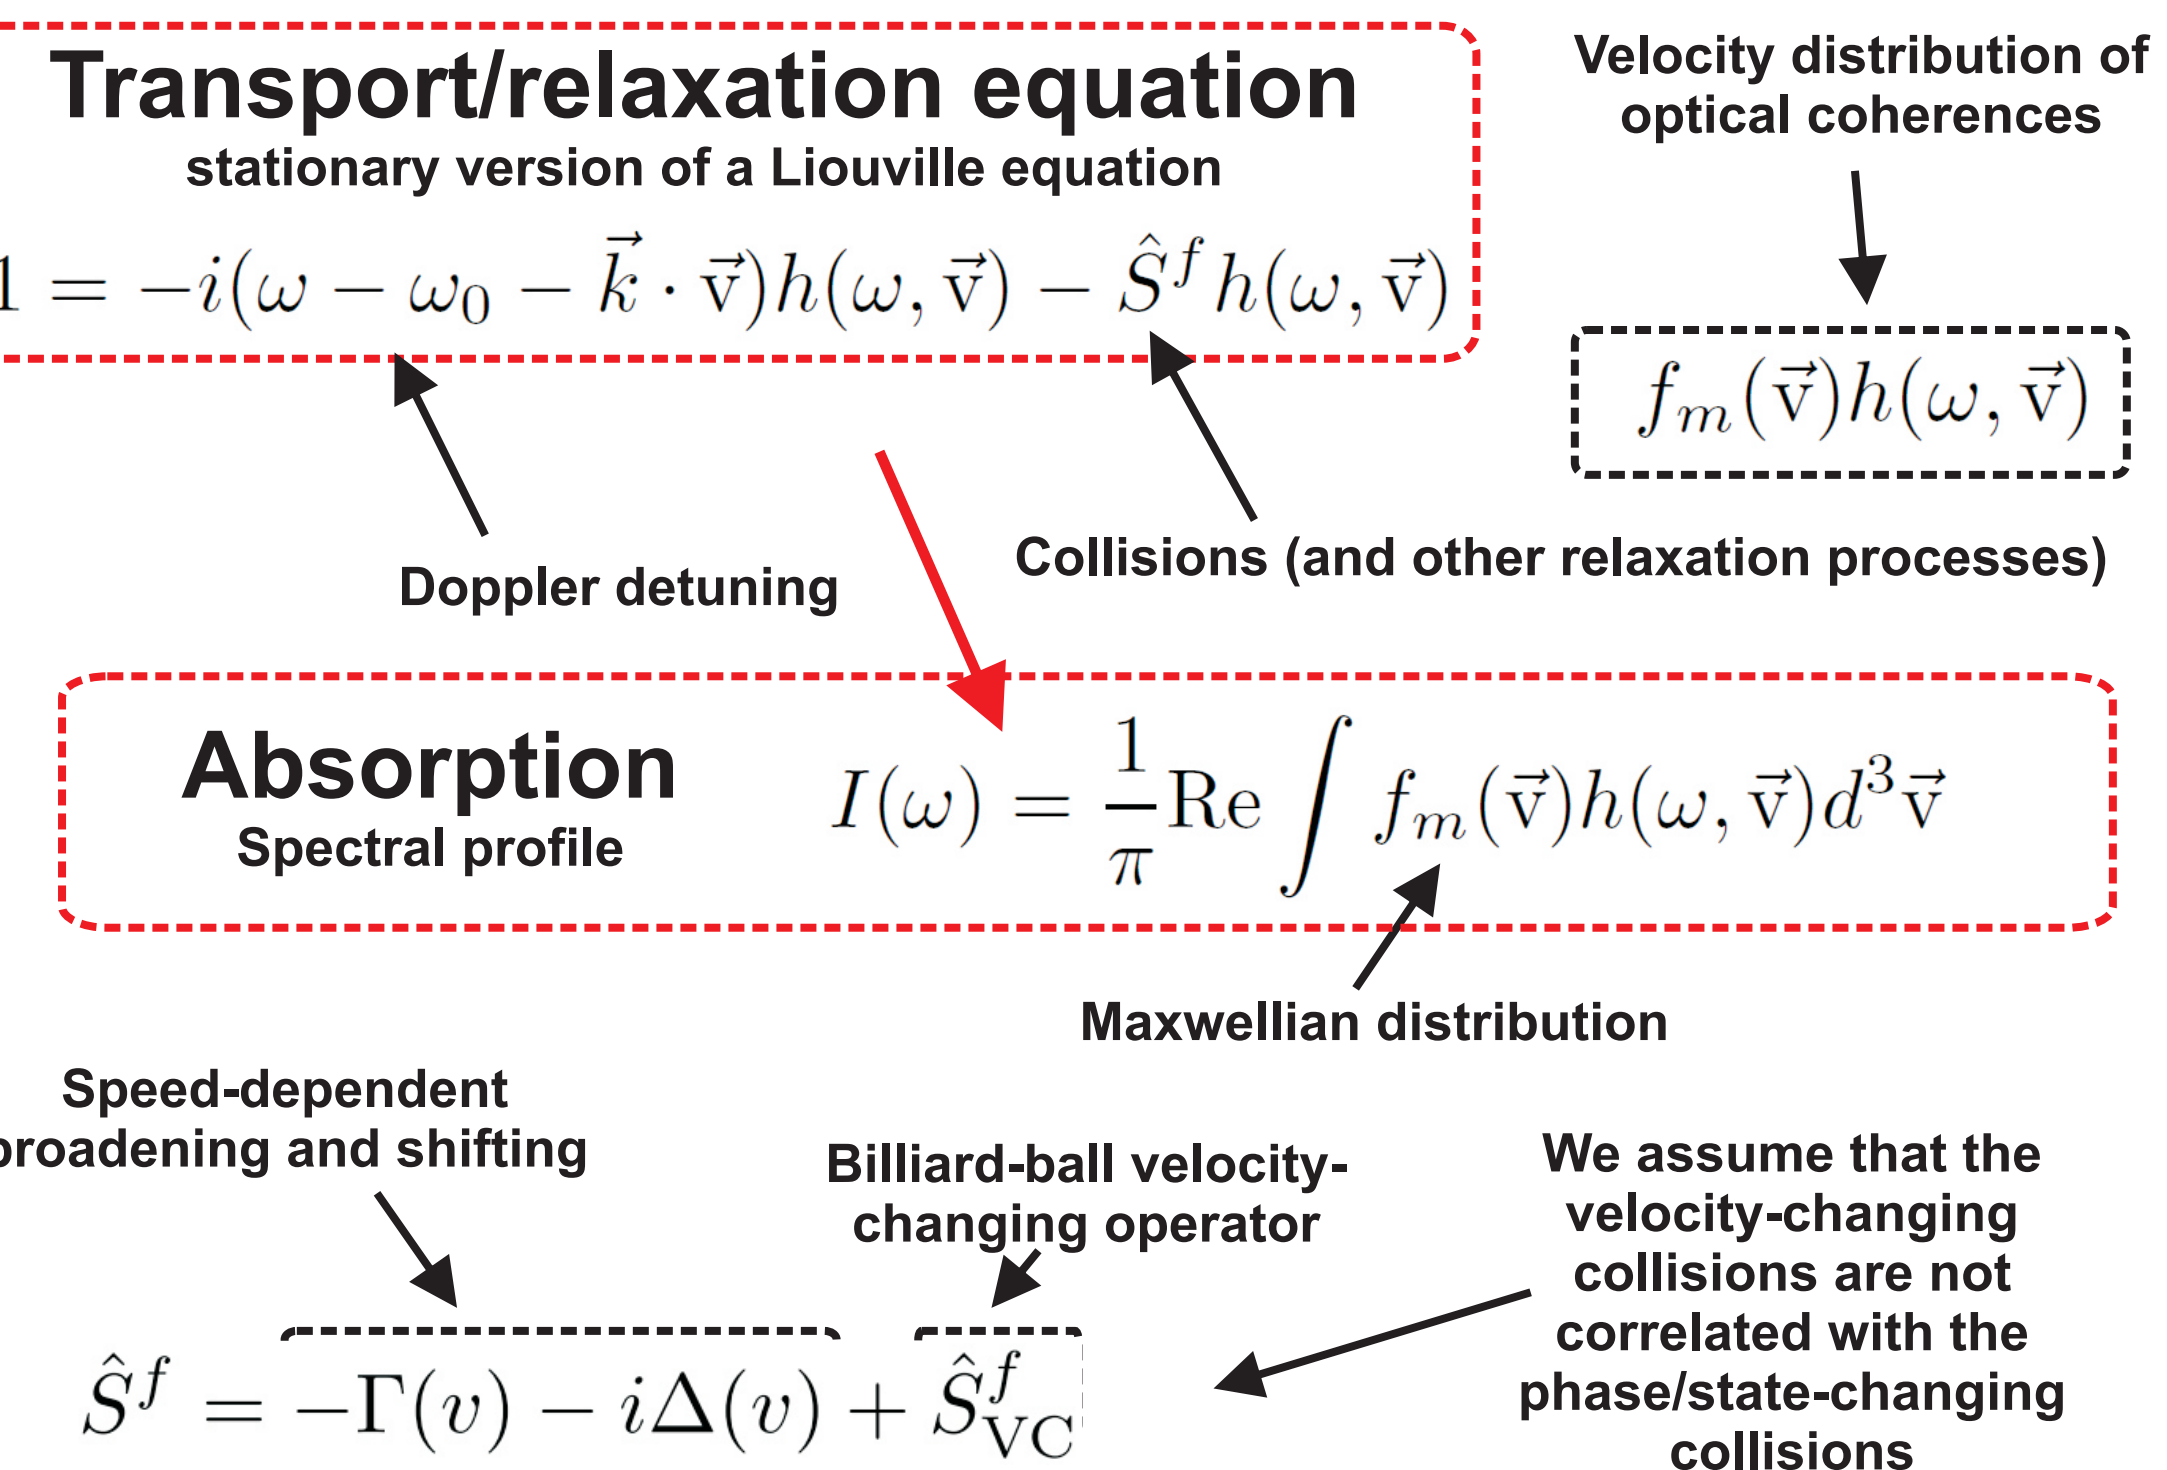 Transport/relaxation equation
Velocity distribution of
optical coherences
stationary version of a Liouville equation
1 = −i(ω − ω₀ − k⃗ · v⃗)h(ω, v⃗) − Ŝᶠ h(ω, v⃗)
fₘ(v⃗)h(ω, v⃗)
Doppler detuning
Collisions (and other relaxation processes)
Absorption
Spectral profile
I(ω) = 1/π Re ∫ fₘ(v⃗)h(ω, v⃗)d³v⃗
Maxwellian distribution
Speed-dependent
broadening and shifting
Billiard-ball velocity-
changing operator
We assume that the
velocity-changing
collisions are not
correlated with the
phase/state-changing
collisions
Ŝᶠ = −Γ(v) − iΔ(v) + Ŝᶠ_VC